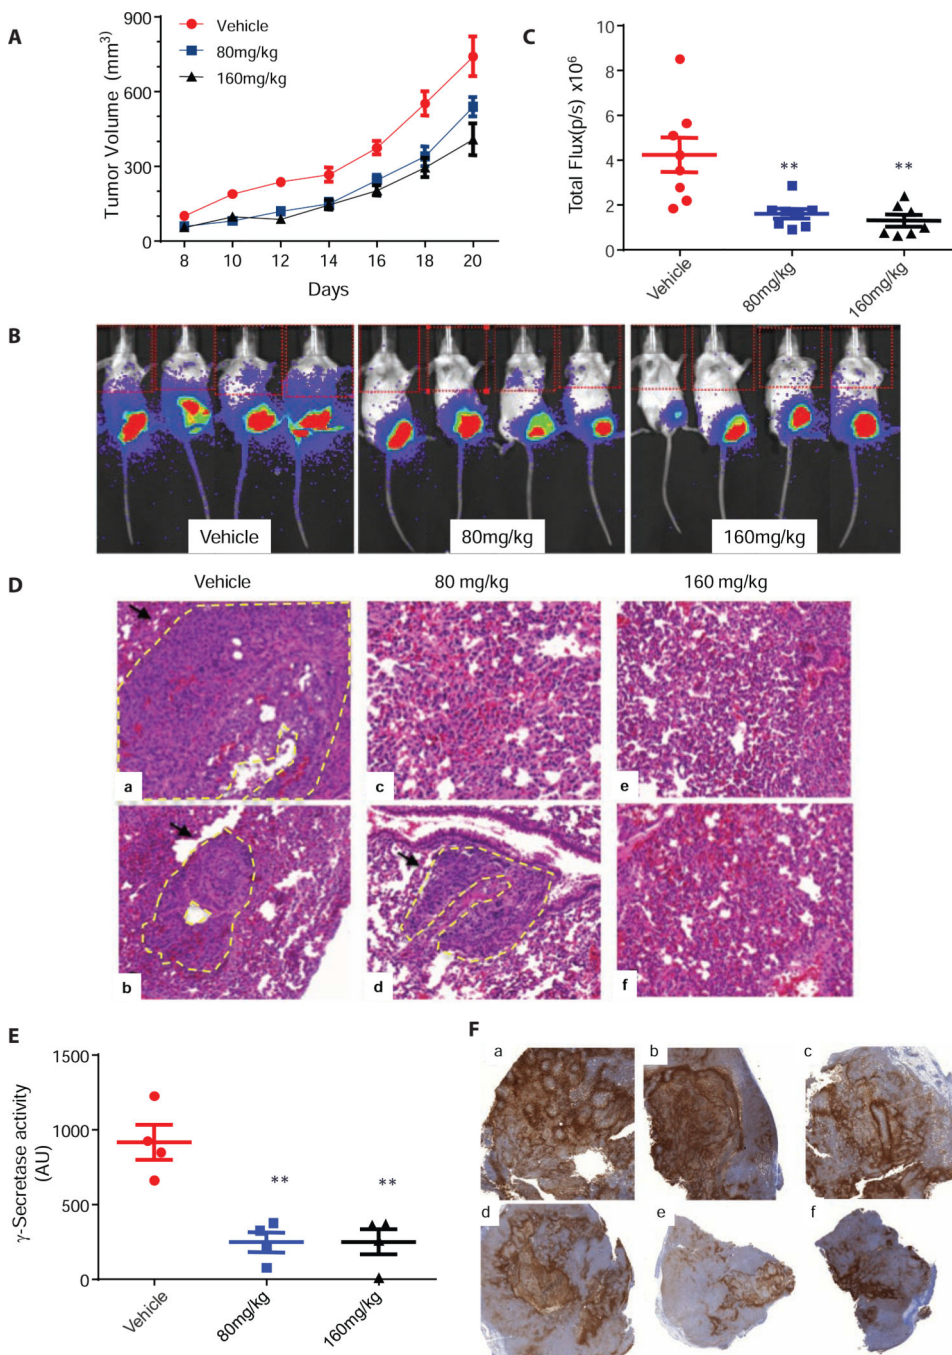 A
Tumor Volume (mm³)
900
600
300
0
Vehicle
80mg/kg
160mg/kg
8 10 12 14 16 18 20
Days
C
Total Flux(p/s) x10⁶
10
8
6
4
2
0
** **
Vehicle
80mg/kg
160mg/kg
B
Vehicle
80mg/kg
160mg/kg
D
Vehicle 80 mg/kg 160 mg/kg
a c e
b d f
E
γ-Secretase activity
(AU)
1500
1000
500
0
** **
Vehicle
80mg/kg
160mg/kg
F
a b c
d e f